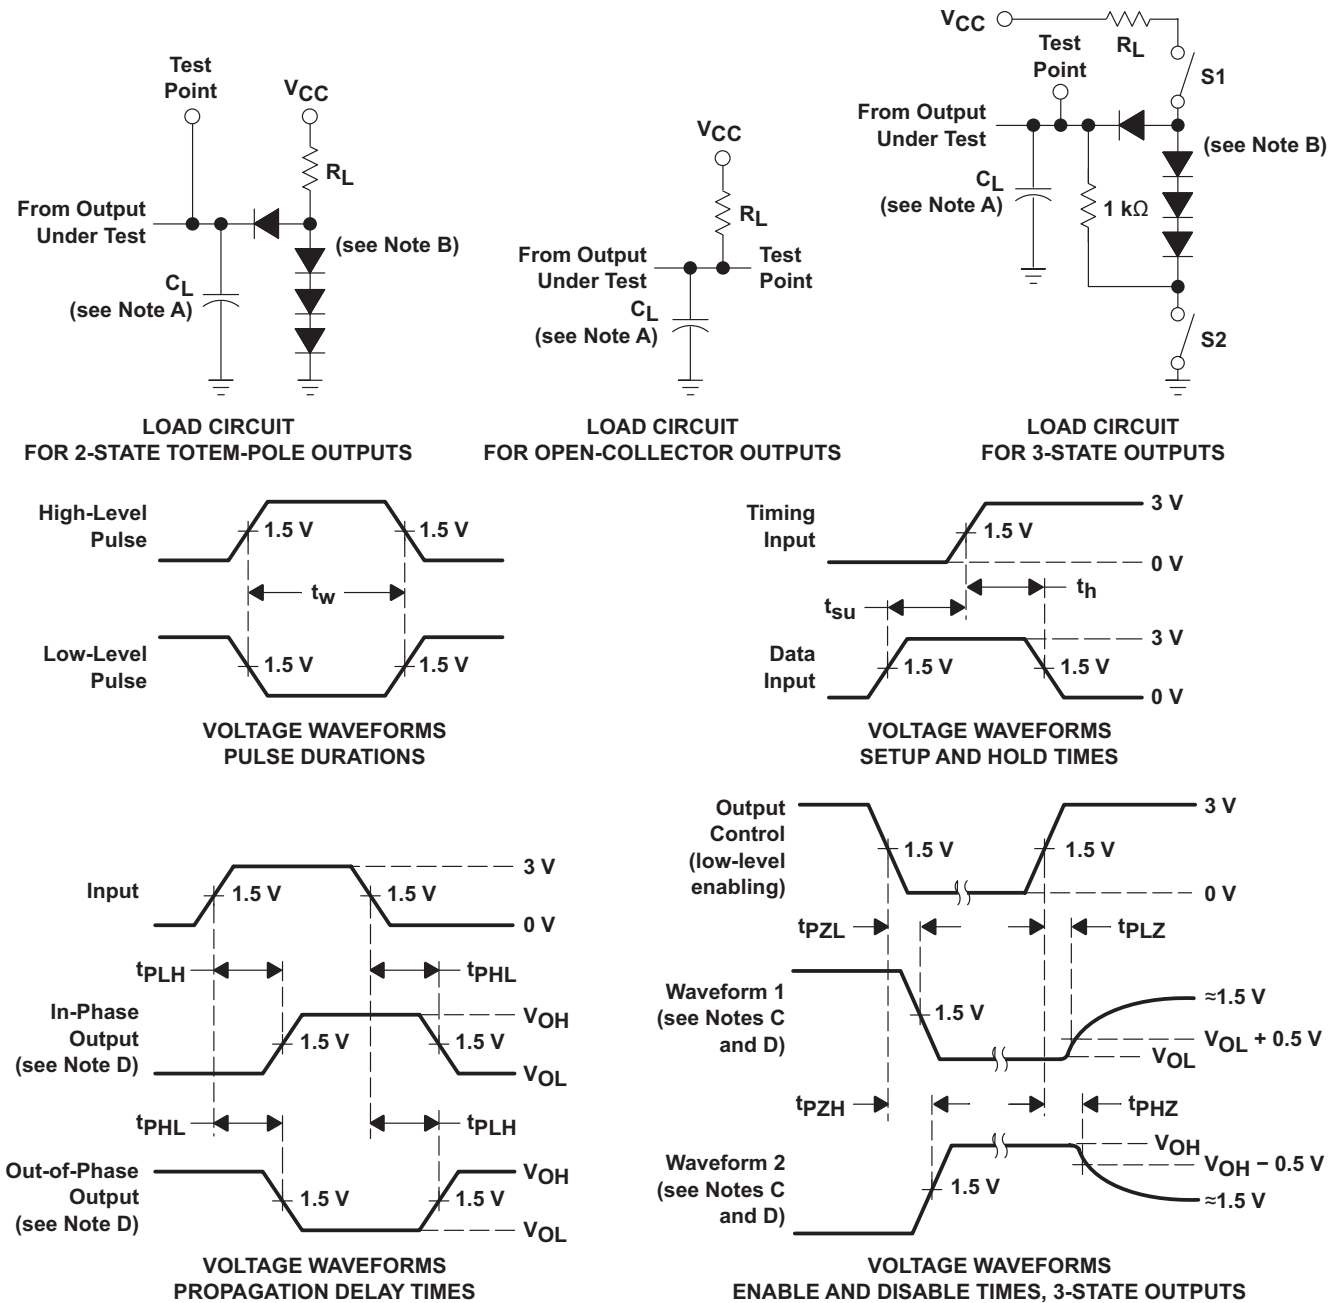 Test
Point
VCC
RL
From Output
Under Test
(see Note B)
CL
(see Note A)
LOAD CIRCUIT
FOR 2-STATE TOTEM-POLE OUTPUTS
VCC
RL
From Output
Under Test
Test
Point
CL
(see Note A)
LOAD CIRCUIT
FOR OPEN-COLLECTOR OUTPUTS
VCC
RL
Test
Point
S1
From Output
Under Test
(see Note B)
CL
(see Note A)
1 kΩ
S2
LOAD CIRCUIT
FOR 3-STATE OUTPUTS
High-Level
Pulse
1.5 V
1.5 V
tw
Low-Level
Pulse
1.5 V
1.5 V
VOLTAGE WAVEFORMS
PULSE DURATIONS
Timing
Input
1.5 V
3 V
0 V
th
tsu
Data
Input
1.5 V
1.5 V
3 V
0 V
VOLTAGE WAVEFORMS
SETUP AND HOLD TIMES
Input
1.5 V
1.5 V
3 V
0 V
tPLH
tPHL
In-Phase
Output
(see Note D)
1.5 V
1.5 V
VOH
VOL
tPHL
tPLH
Out-of-Phase
Output
(see Note D)
1.5 V
1.5 V
VOH
VOL
VOLTAGE WAVEFORMS
PROPAGATION DELAY TIMES
Output
Control
(low-level
enabling)
1.5 V
1.5 V
3 V
0 V
tPZL
tPLZ
Waveform 1
(see Notes C
and D)
1.5 V
≈1.5 V
VOL + 0.5 V
VOL
tPZH
tPHZ
Waveform 2
(see Notes C
and D)
1.5 V
VOH
VOH − 0.5 V
≈1.5 V
VOLTAGE WAVEFORMS
ENABLE AND DISABLE TIMES, 3-STATE OUTPUTS